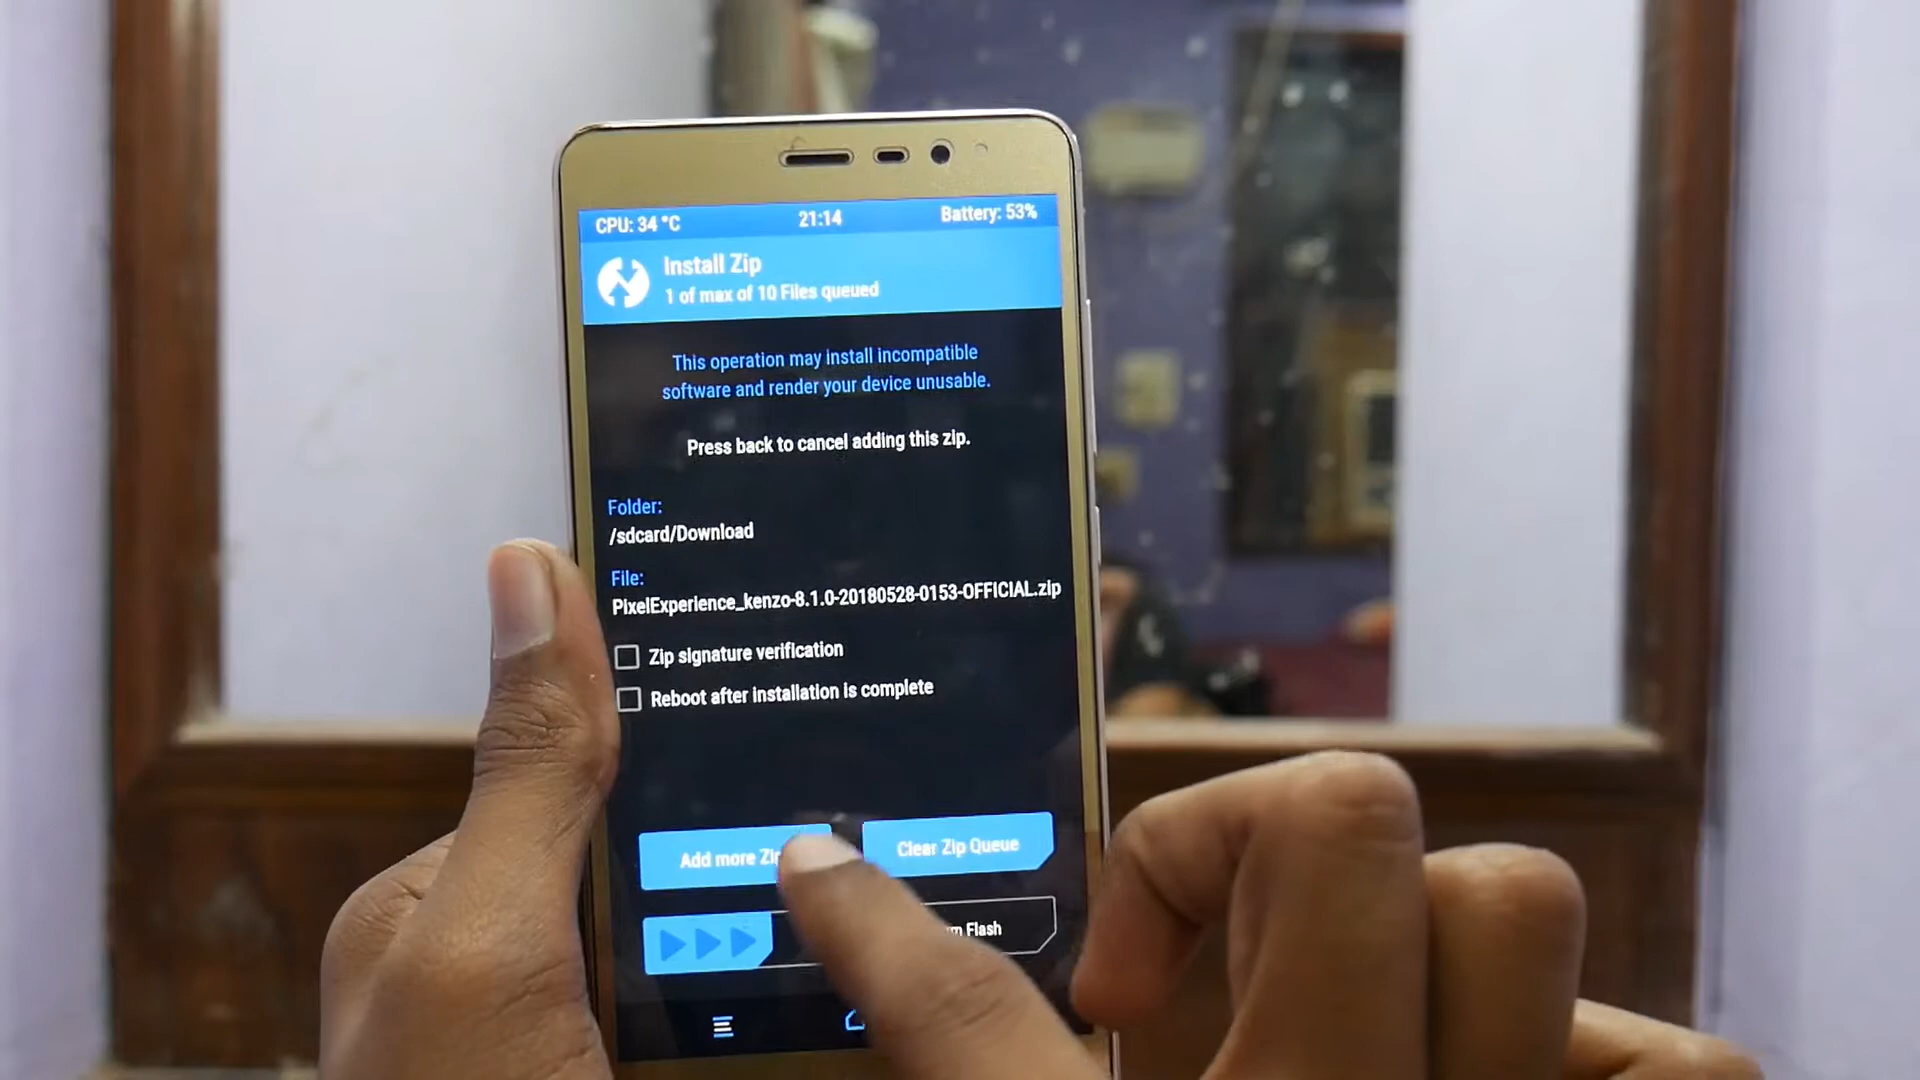 CPU: 34 °C 21:14 Battery: 53%
Install Zip
1 of max of 10 Files queued
This operation may install incompatible
software and render your device unusable.
Press back to cancel adding this zip.
Folder:
/sdcard/Download
File:
PixelExperience_kenzo-8.1.0-20180528-0153-OFFICIAL.zip
Zip signature verification
Reboot after installation is complete
Add more Clear Zip Queue
Flash